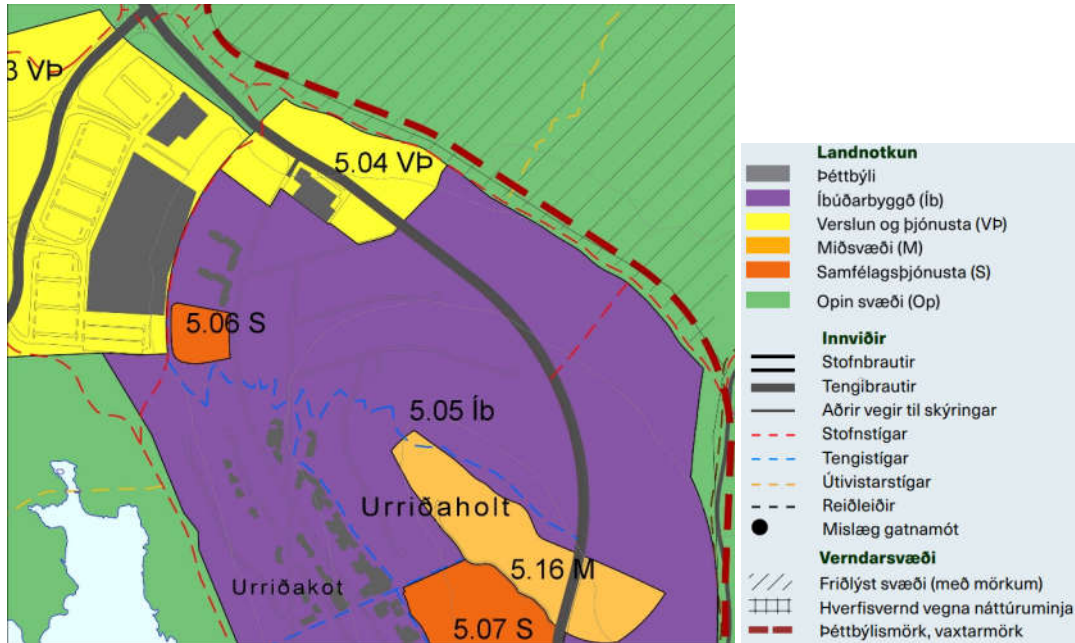 3 VÞ
5.04 VÞ
5.06 S
5.05 Íb
Urriðaholt
5.16 M
Urriðakot
5.07 S
Landnotkun
Þéttbýli
Íbúðarbyggð (Íb)
Verslun og þjónusta (VÞ)
Miðsvæði (M)
Samfélagsþjónusta (S)
Opin svæði (Op)
Innviðir
Stofnbrautir
Tengibrautir
Aðrir vegir til skýringar
Stofnstígar
Tengistígar
Útivistarstígar
Reiðleiðir
Mislæg gatnamót
Verndarsvæði
Friðlýst svæði (með mörkum)
Hverfisvernd vegna náttúruminja
Þéttbýlismörk, vaxtarmörk